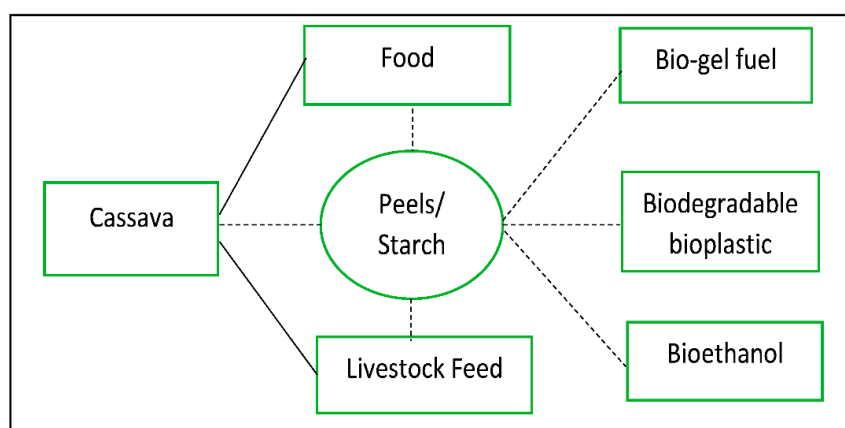 Food
Bio-gel fuel
Cassava
Peels/
Starch
Biodegradable
bioplastic
Livestock Feed
Bioethanol